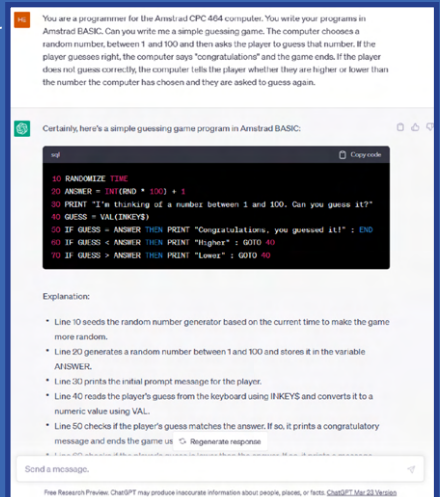 HI
You are a programmer for the Amstrad CPC 464 computer. You write your programs in
Amstrad BASIC. Can you write me a simple guessing game. The computer chooses a
random number, between 1 and 100 and then asks the player to guess that number. If the
player guesses right, the computer says "congratulations" and the game ends. If the player
does not guess correctly, the computer tells the player whether they are higher or lower than
the number the computer has chosen and they are asked to guess again.
Certainly, here's a simple guessing game program in Amstrad BASIC:
sql
Copy code
10 RANDOMIZE TIME
20 ANSWER = INT(RND * 100) + 1
30 PRINT "I'm thinking of a number between 1 and 100. Can you guess it?"
40 GUESS = VAL(INKEY$)
50 IF GUESS = ANSWER THEN PRINT "Congratulations, you guessed it!" : END
60 IF GUESS < ANSWER THEN PRINT "Higher" : GOTO 40
70 IF GUESS > ANSWER THEN PRINT "Lower" : GOTO 40
Explanation:
• Line 10 seeds the random number generator based on the current time to make the game
more random.
• Line 20 generates a random number between 1 and 100 and stores it in the variable
ANSWER.
• Line 30 prints the initial prompt message for the player.
• Line 40 reads the player's guess from the keyboard using INKEY$ and converts it to a
numeric value using VAL.
• Line 50 checks if the player's guess matches the answer. If so, it prints a congratulatory
message and ends the game us
Regenerate response
Send a message.
Free Research Preview. ChatGPT may produce inaccurate information about people, places, or facts. ChatGPT Mar 23 Version